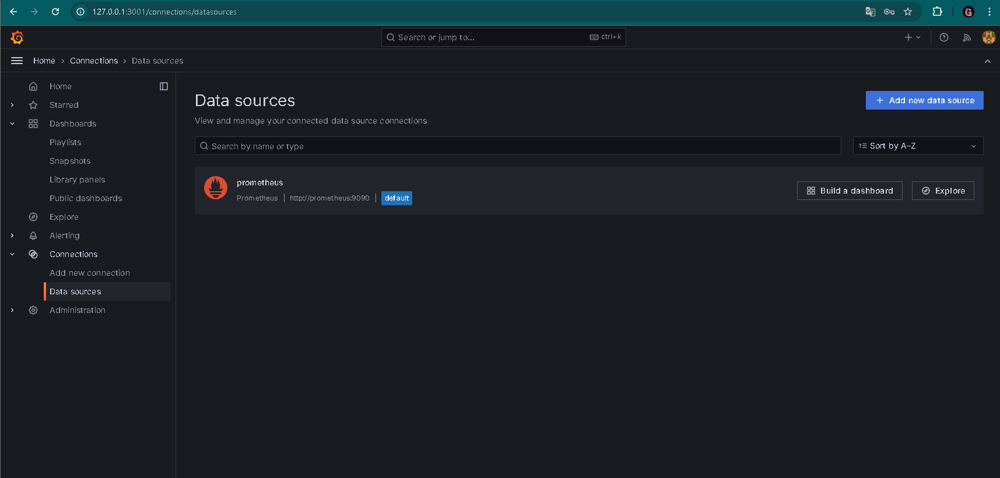 127.0.0.1:3001/connections/datasources
Search or jump to...
ctrl+k
Home › Connections › Data sources
Home
Starred
Dashboards
Playlists
Snapshots
Library panels
Public dashboards
Explore
Alerting
Connections
Add new connection
Data sources
Administration
Data sources
Add new data source
View and manage your connected data source connections
Search by name or type
Sort by A–Z
prometheus
Prometheus | http://prometheus:9090 | default
Build a dashboard
Explore